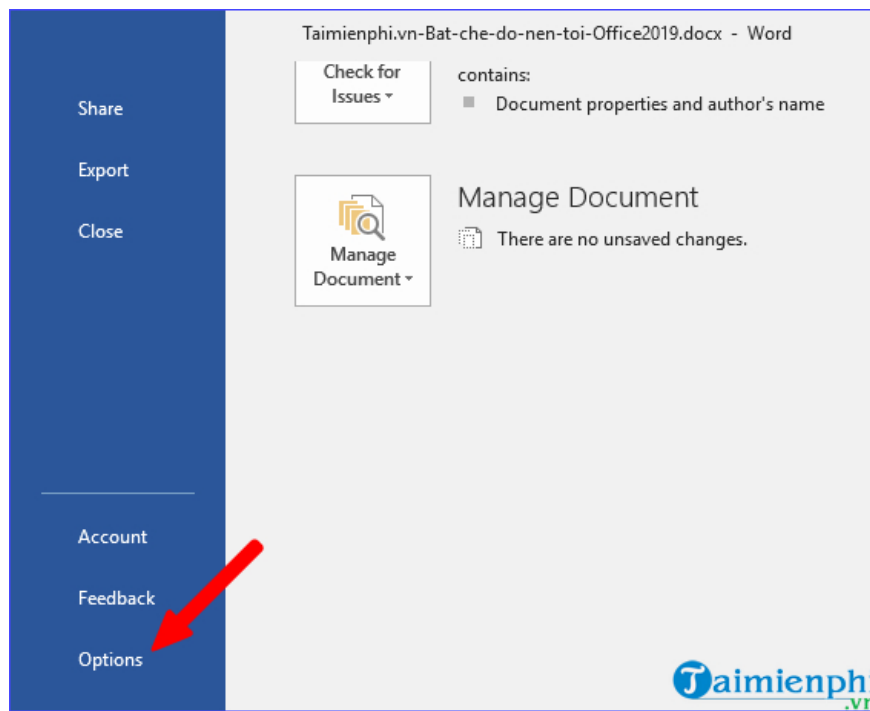 Taimienphi.vn-Bat-che-do-nen-toi-Office2019.docx - Word
Share
Export
Close
Account
Feedback
Options
Check for
Issues
contains:
Document properties and author's name
Manage
Document
Manage Document
There are no unsaved changes.
Taimienphi
.vn